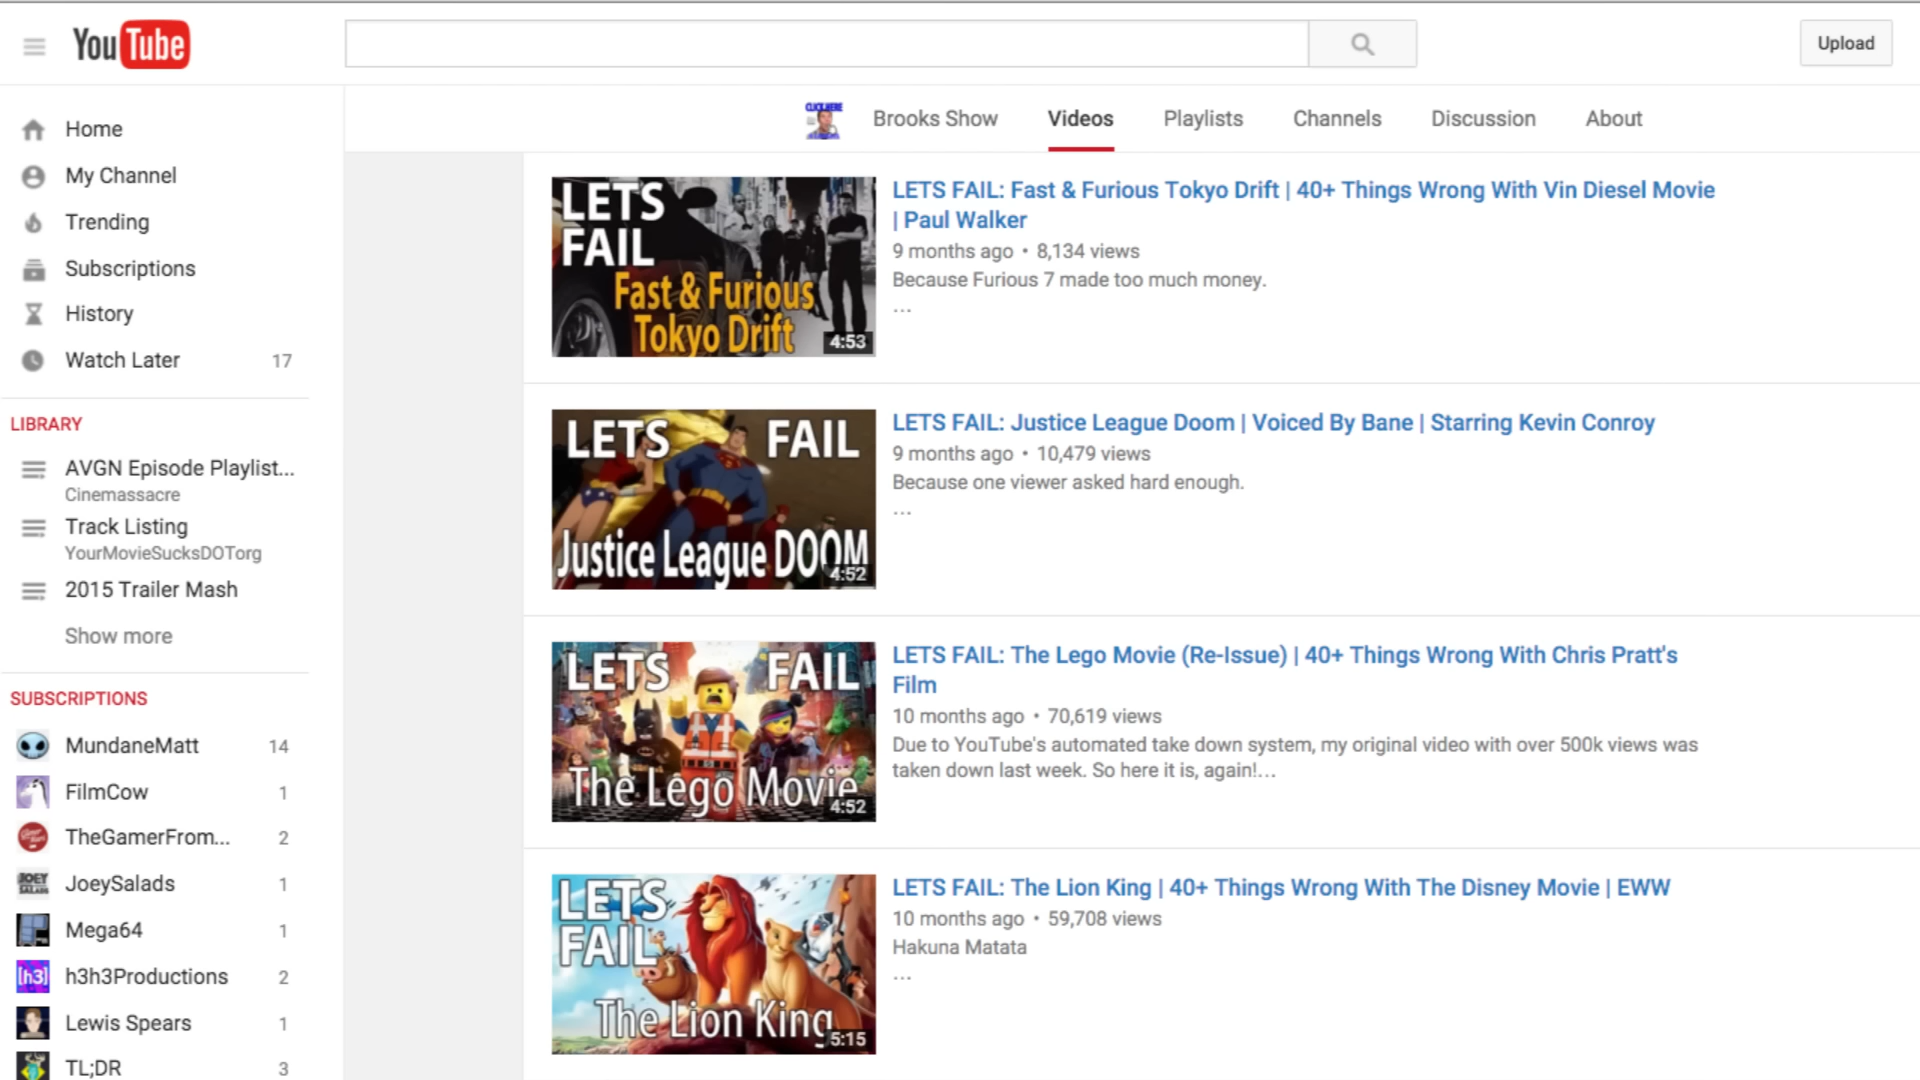 YouTube
Upload
Home
My Channel
Trending
Subscriptions
History
Watch Later 17
LIBRARY
AVGN Episode Playlist...
Cinemassacre
Track Listing
YourMovieSucksDOTorg
2015 Trailer Mash
Show more
SUBSCRIPTIONS
MundaneMatt 14
FilmCow 1
TheGamerFrom... 2
JoeySalads 1
Mega64 1
[h3] h3h3Productions 2
Lewis Spears 1
TL;DR 3
CLICK HERE
Brooks Show Videos Playlists Channels Discussion About
LETS
FAIL
Fast & Furious
Tokyo Drift
4:53
LETS FAIL: Fast & Furious Tokyo Drift | 40+ Things Wrong With Vin Diesel Movie
| Paul Walker
9 months ago • 8,134 views
Because Furious 7 made too much money.
...
LETS FAIL
Justice League DOOM
4:52
LETS FAIL: Justice League Doom | Voiced By Bane | Starring Kevin Conroy
9 months ago • 10,479 views
Because one viewer asked hard enough.
...
LETS FAIL
The Lego Movie
4:52
LETS FAIL: The Lego Movie (Re-Issue) | 40+ Things Wrong With Chris Pratt's
Film
10 months ago • 70,619 views
Due to YouTube's automated take down system, my original video with over 500k views was
taken down last week. So here it is, again!...
LETS
FAIL
The Lion King
5:15
LETS FAIL: The Lion King | 40+ Things Wrong With The Disney Movie | EWW
10 months ago • 59,708 views
Hakuna Matata
...